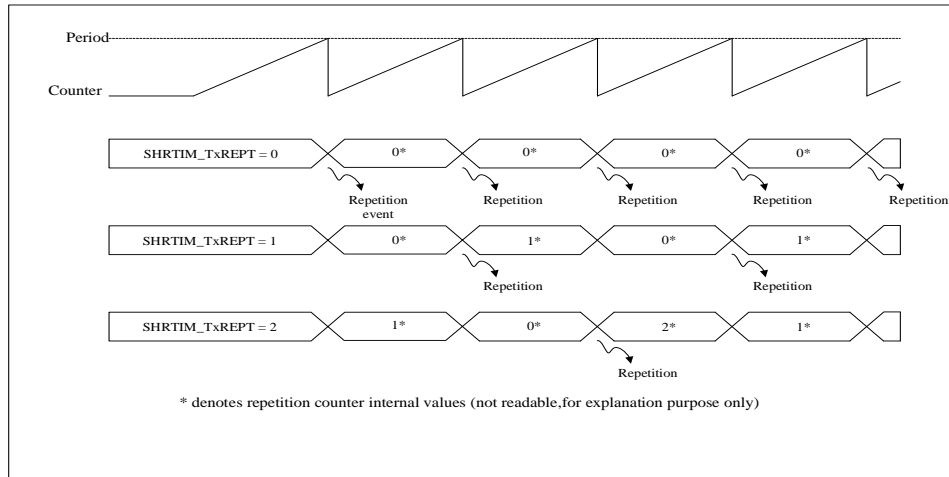 Period
Counter
SHRTIM_TxREPT = 0
0*
0*
0*
0*
Repetition
event
Repetition
Repetition
Repetition
Repetition
SHRTIM_TxREPT = 1
0*
1*
0*
1*
Repetition
Repetition
SHRTIM_TxREPT = 2
1*
0*
2*
1*
Repetition
* denotes repetition counter internal values (not readable,for explanation purpose only)